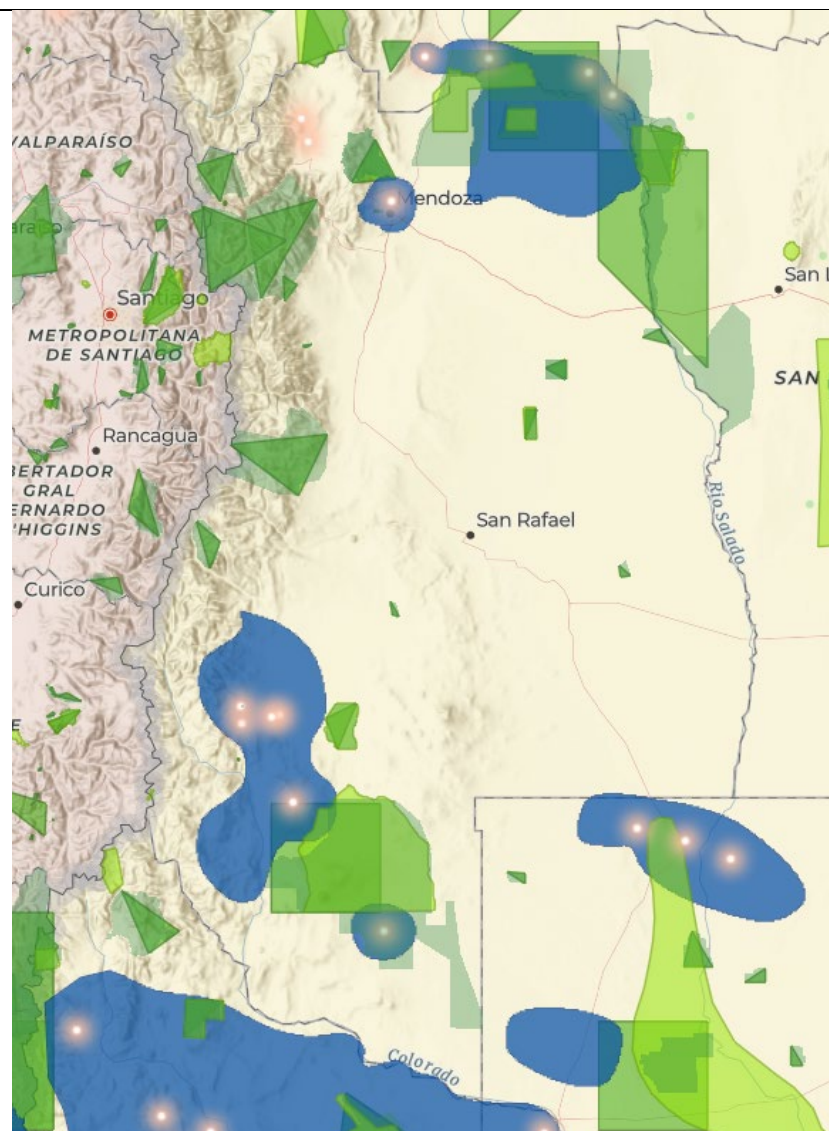 VALPARAÍSO
Mendoza
Santiago
San L
METROPOLITANA
DE SANTIAGO
SAN
Rancagua
BERTADOR
GRAL
ERNARDO
'HIGGINS
San Rafael
Río Salado
Curico
E
Colorado